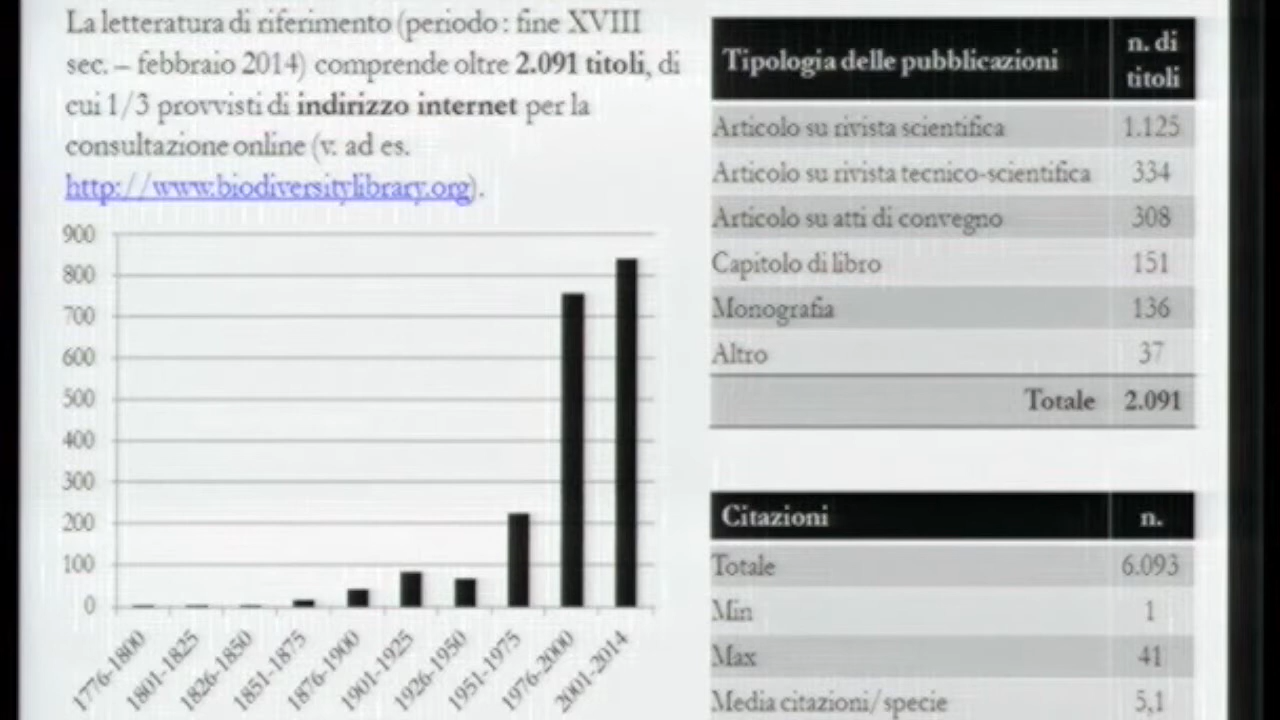 La letteratura di riferimento (periodo : fine XVIII
sec. – febbraio 2014) comprende oltre 2.091 titoli, di
cui 1/3 provvisti di indirizzo internet per la
consultazione online (v. ad es.
http://www.biodiversitylibrary.org).
900
800
700
600
500
400
300
200
100
0
1776-1800
1801-1825
1826-1850
1851-1875
1876-1900
1901-1925
1926-1950
1951-1975
1976-2000
2001-2014
Tipologia delle pubblicazioni n. di
titoli
Articolo su rivista scientifica 1.125
Articolo su rivista tecnico-scientifica 334
Articolo su atti di convegno 308
Capitolo di libro 151
Monografia 136
Altro 37
Totale 2.091
Citazioni n.
Totale 6.093
Min 1
Max 41
Media citazioni/specie 5,1